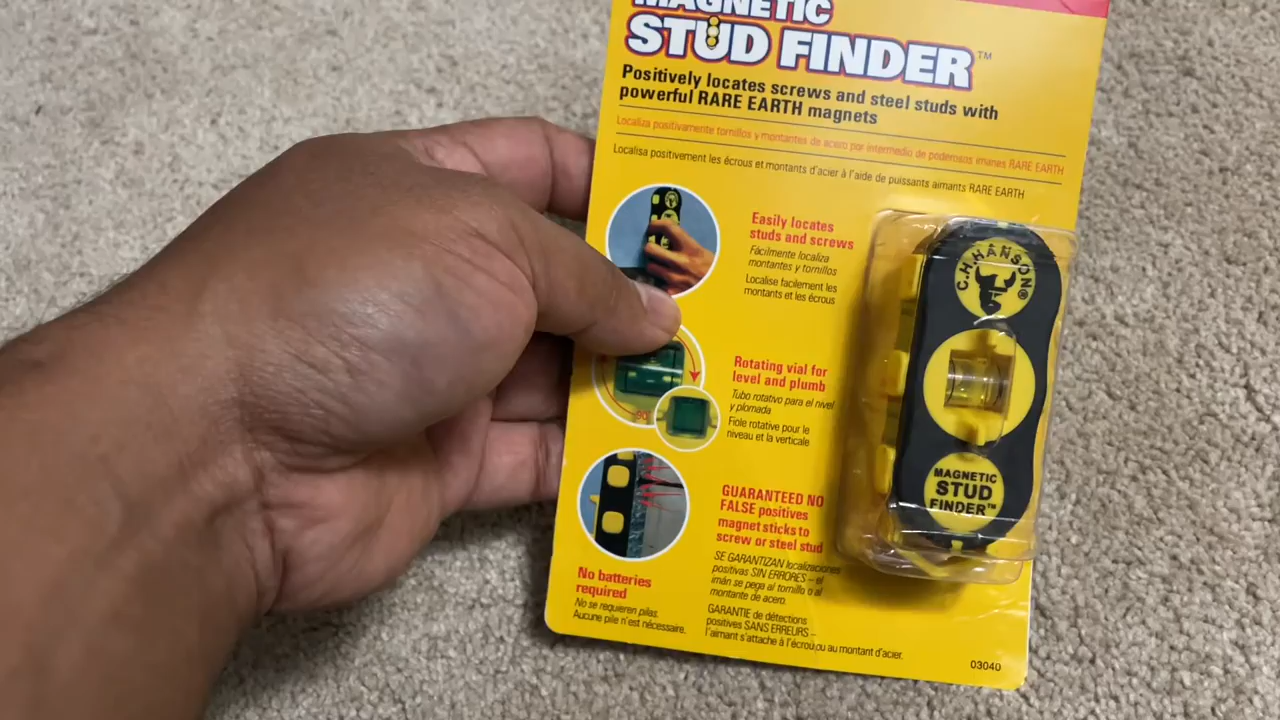 MAGNETIC
STUD FINDER™
Positively locates screws and steel studs with
powerful RARE EARTH magnets
Localiza positivamente tornillos y montantes de acero por intermedio de poderosos imanes RARE EARTH
Localisa positivement les écrous et montants d'acier à l'aide de puissants aimants RARE EARTH
Easily locates
studs and screws
Fácilmente localiza
montantes y tornillos
Localise facilement les
montants et les écrous
Rotating vial for
level and plumb
Tubo rotativo para el nivel
y plomada
Fiole rotative pour le
niveau et la verticale
90°
GUARANTEED NO
FALSE positives
magnet sticks to
screw or steel stud
SE GARANTIZAN localizaciones
positivas SIN ERRORES – el
imán se pega al tornillo o al
montante de acero.
GARANTIE de détections
positives SANS ERREURS –
l'aimant s'attache à l'écrou ou au montant d'acier.
No batteries
required
No se requieren pilas.
Aucune pile n'est nécessaire.
C.H.HANSON®
MAGNETIC
STUD
FINDER™
03040